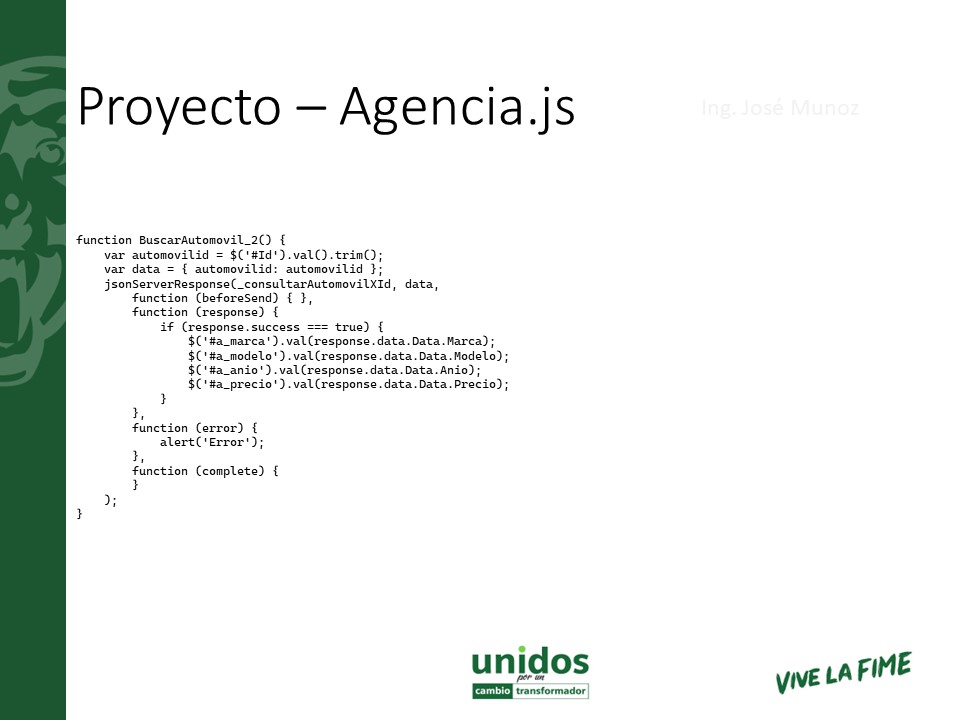 Proyecto – Agencia.js
Ing. José Munoz
function BuscarAutomovil_2() {
    var automovilid = $('#Id').val().trim();
    var data = { automovilid: automovilid };
    jsonServerResponse(_consultarAutomovilXId, data,
        function (beforeSend) { },
        function (response) {
            if (response.success === true) {
                $('#a_marca').val(response.data.Data.Marca);
                $('#a_modelo').val(response.data.Data.Modelo);
                $('#a_anio').val(response.data.Data.Anio);
                $('#a_precio').val(response.data.Data.Precio);
            }
        },
        function (error) {
            alert('Error');
        },
        function (complete) {
        }
    );
}
unidos
por un
cambio transformador
VIVE LA FIME